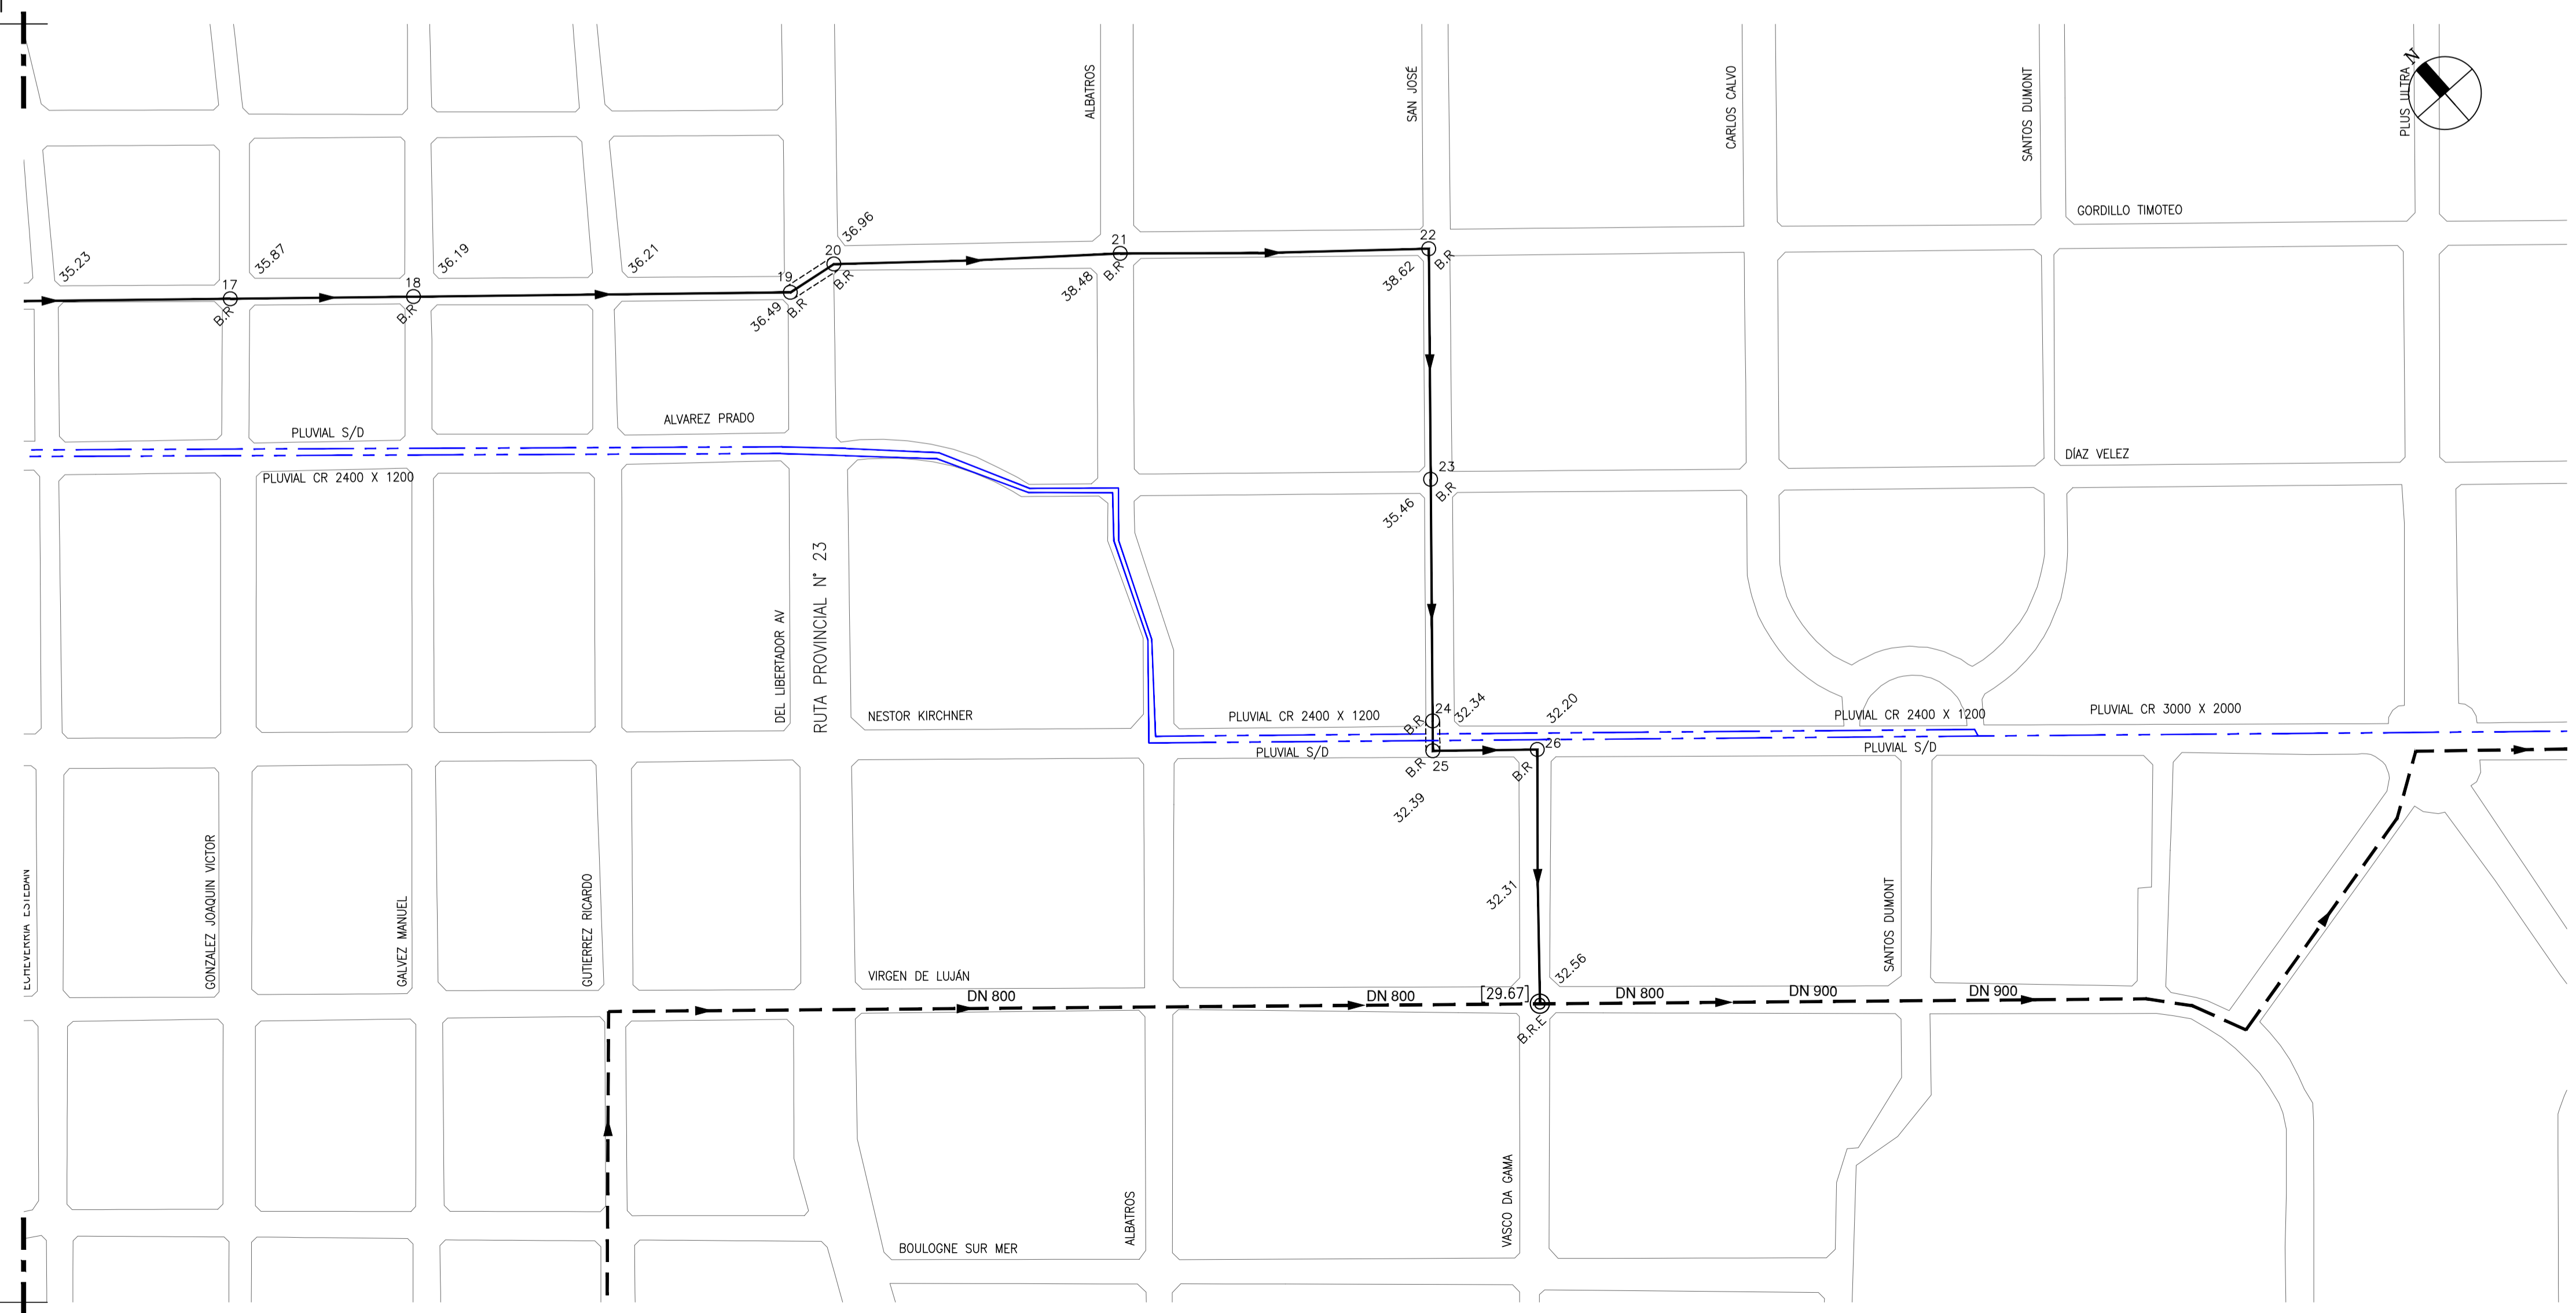 N
ALBATROS
SAN JOSÉ
CARLOS CALVO
SANTOS DUMONT
PLUS ULTRA
GORDILLO TIMOTEO
35.23
17
B.R
35.87
18
B.R
36.19
36.21
19
36.49
B.R
20
B.R
36.96
21
B.R
38.48
22
B.R
38.62
PLUVIAL S/D
ALVAREZ PRADO
PLUVIAL CR 2400 X 1200
DÍAZ VELEZ
23
B.R
35.46
RUTA PROVINCIAL N° 23
DEL LIBERTADOR AV
NESTOR KIRCHNER
PLUVIAL CR 2400 X 1200
PLUVIAL S/D
24
B.R
32.34
32.20
25
B.R
32.39
26
B.R
PLUVIAL CR 2400 X 1200
PLUVIAL S/D
PLUVIAL CR 3000 X 2000
ECHEVERRIA ESTEBAN
GONZALEZ JOAQUIN VICTOR
GALVEZ MANUEL
GUTIERREZ RICARDO
32.31
SANTOS DUMONT
VIRGEN DE LUJÁN
32.56
DN 800
DN 800
[29.67]
DN 800
DN 900
DN 900
B.R.E
ALBATROS
VASCO DA GAMA
BOULOGNE SUR MER